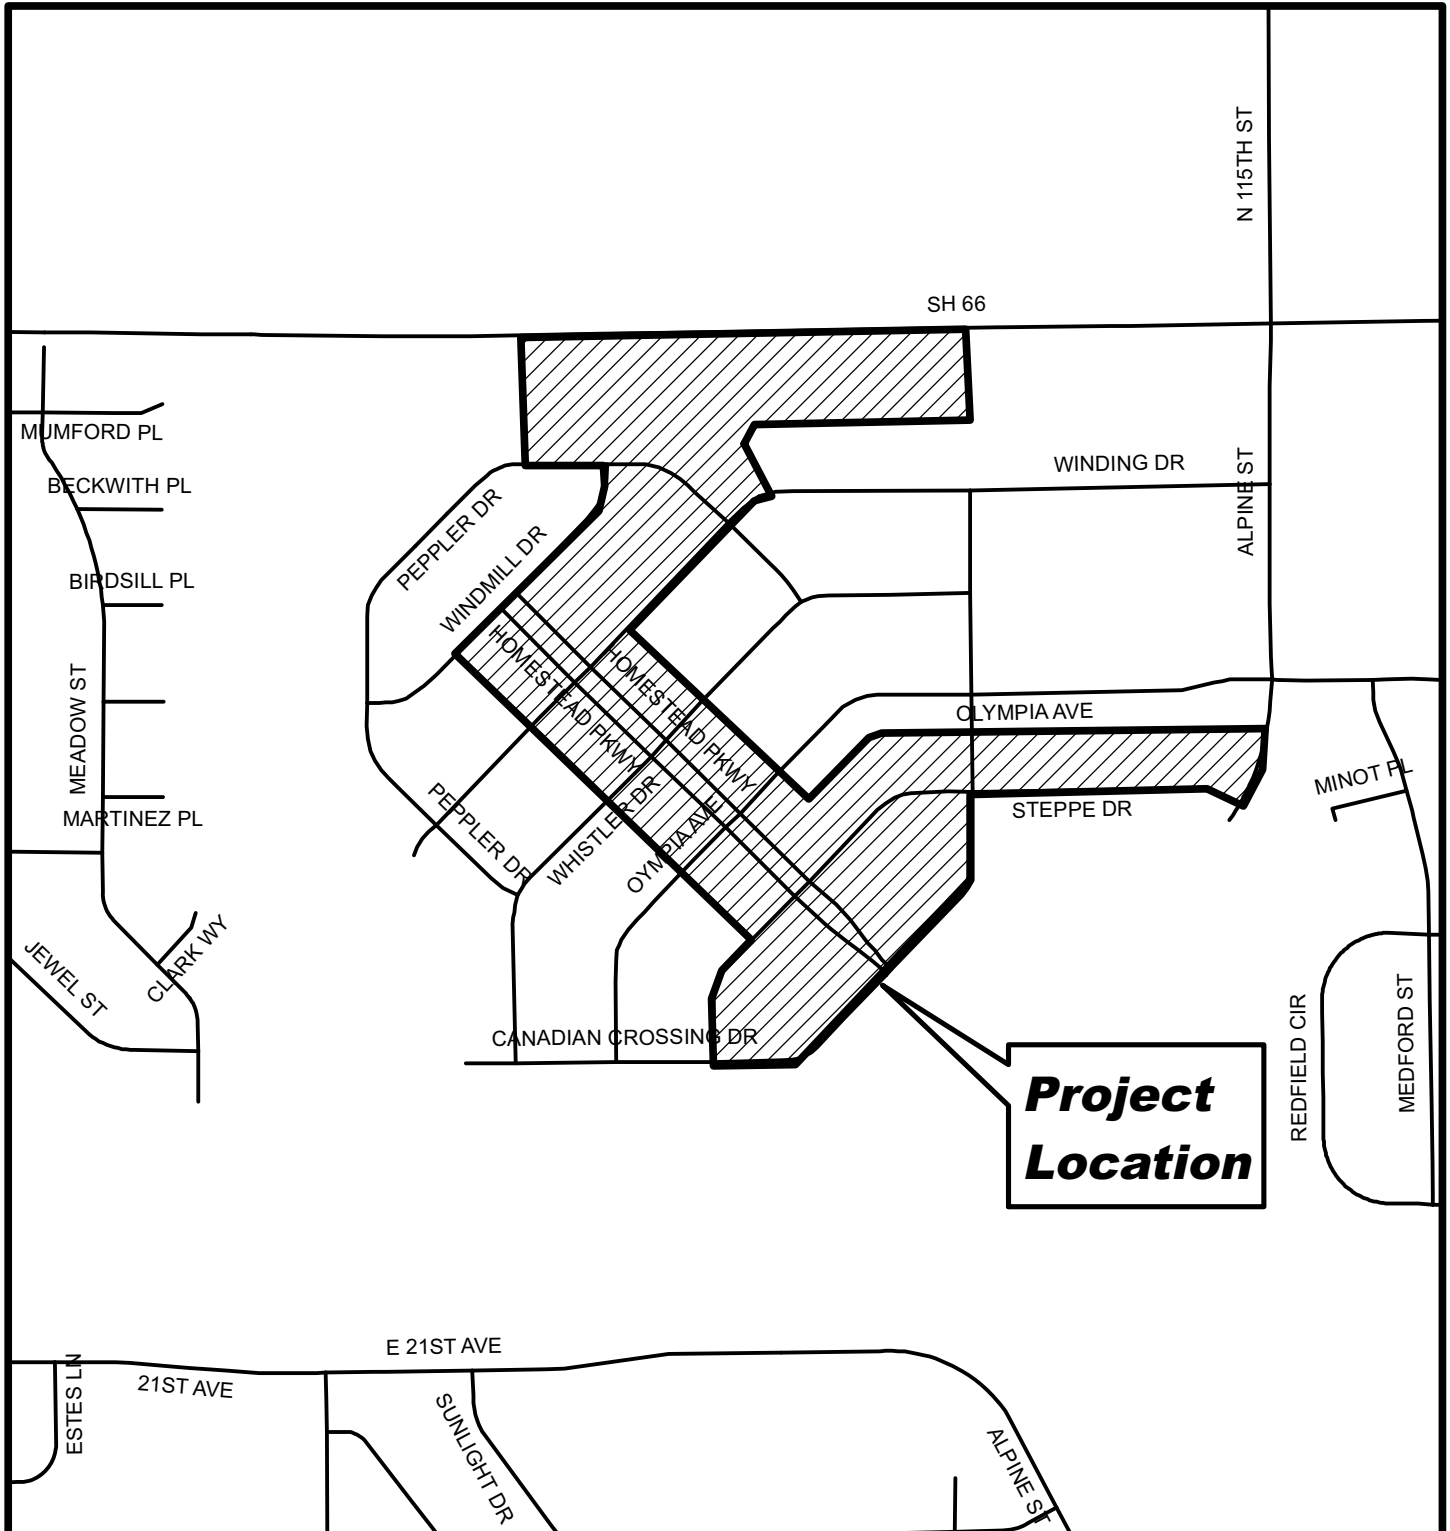 N 115TH ST
SH 66
MUMFORD PL
WINDING DR
BECKWITH PL
ALPINE ST
PEPPLER DR
WINDMILL DR
BIRDSILL PL
HOMESTEAD PKWY
HOMESTEAD PKWY
MEADOW ST
OLYMPIA AVE
MINOT PL
STEPPE DR
MARTINEZ PL
PEPPLER DR
WHISTLER DR
OYMPIA AVE
JEWEL ST
CLARK WY
CANADIAN CROSSING DR
REDFIELD CIR
MEDFORD ST
Project
Location
E 21ST AVE
21ST AVE
ESTES LN
SUNLIGHT DR
ALPINE ST